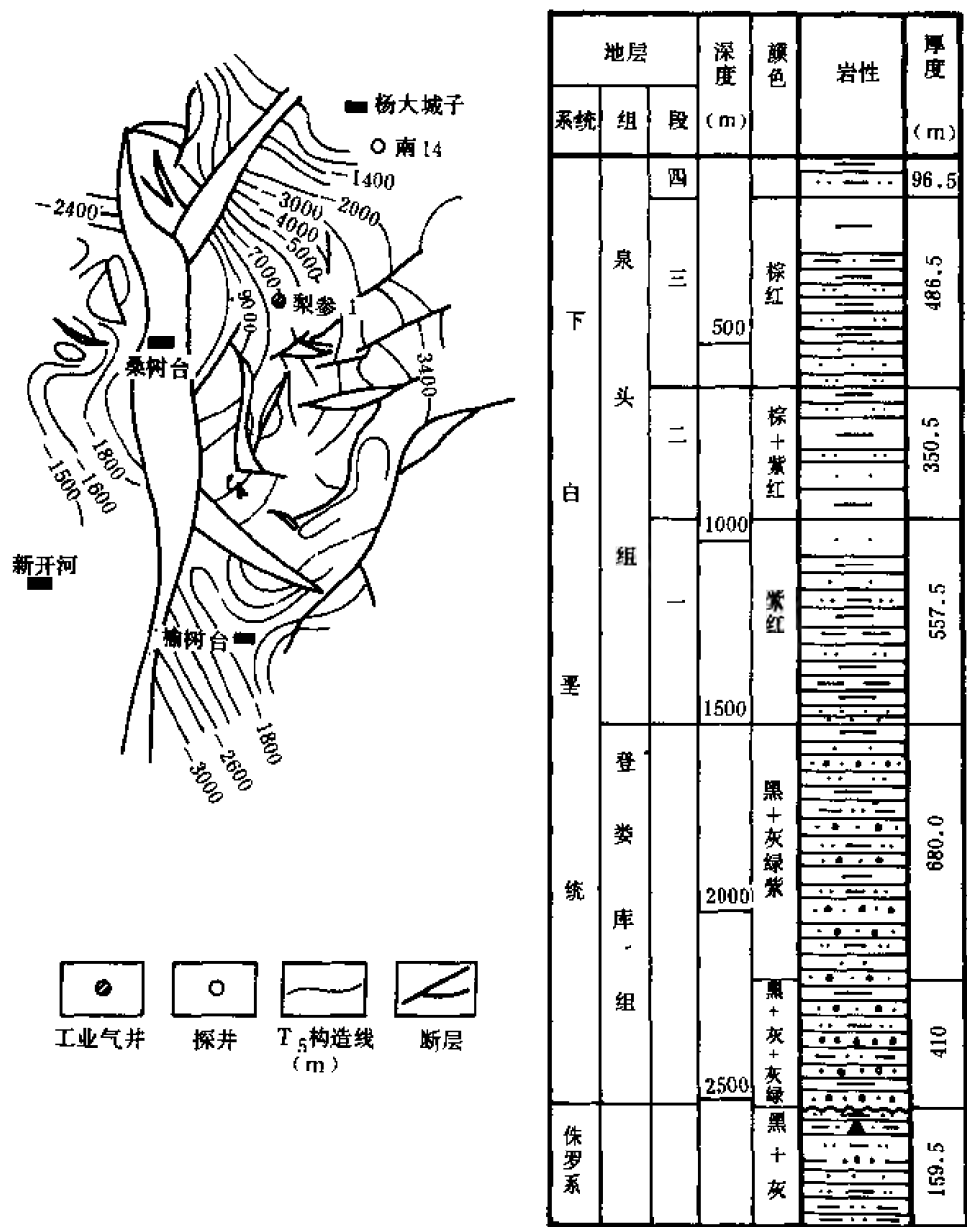 杨大城子
南14
-1400
-2000
-3000
-4000
-5000
-2400
7000
9000
梨参1
桑树台
-3400
-1800
-1600
-1500
新开河
榆树台
-1800
-2600
-3000
工业气井
探井
T₅构造线
(m)
断层
地层
深度
(m)
颜色
岩性
厚度
(m)
系统
组
段
下白垩统
泉头组
四
96.5
三
棕红
486.5
500
二
棕+紫红
350.5
1000
一
紫红
557.5
1500
登娄库组
黑+灰绿紫
680.0
2000
黑+灰+灰绿
410
2500
侏罗系
黑+灰
159.5